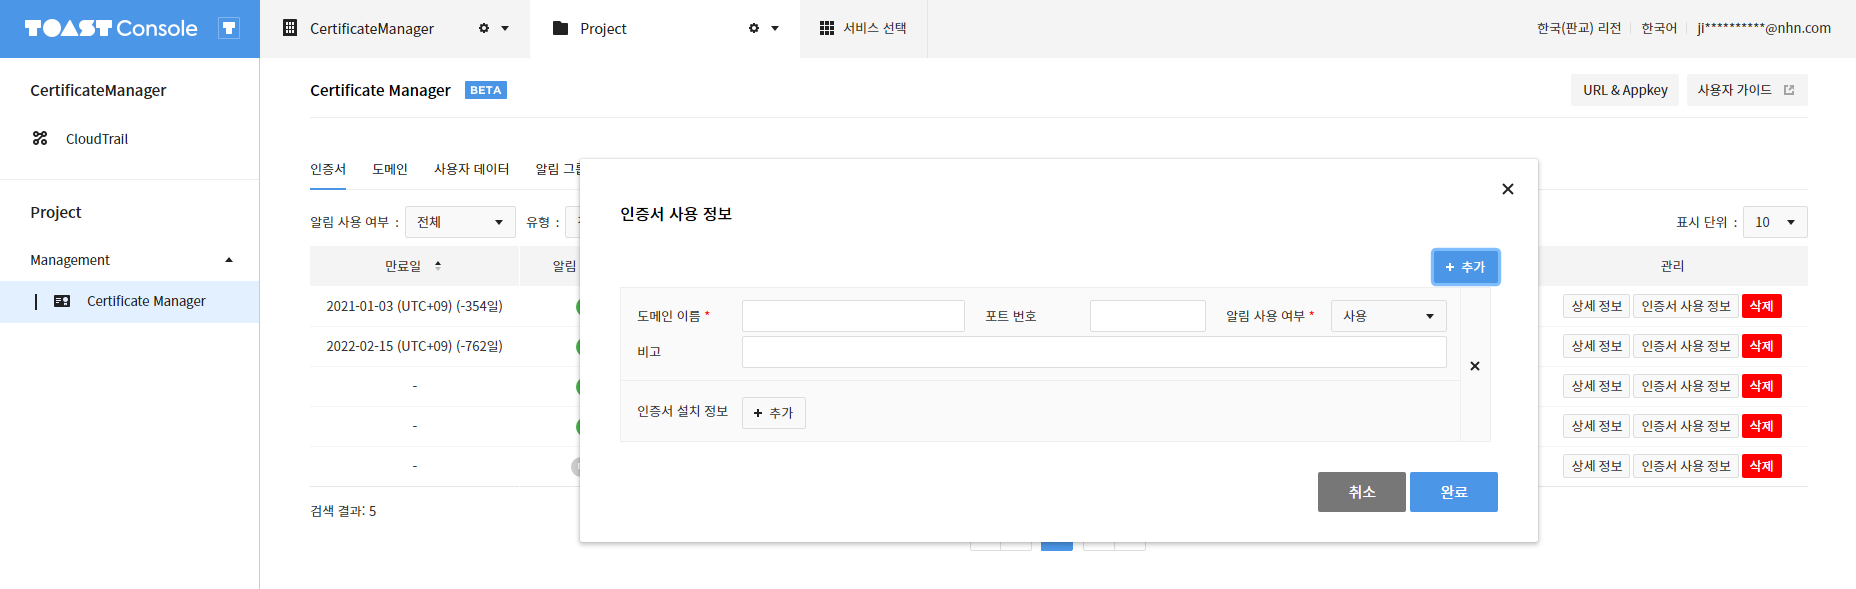 TOAST Console T
CertificateManager
Project
서비스 선택
한국(판교) 리전
한국어
ji**********@nhn.com
CertificateManager
CloudTrail
Project
Management
Certificate Manager
Certificate Manager BETA
URL & Appkey
사용자 가이드
인증서 도메인 사용자 데이터 알림
알림 사용 여부 : 전체 유형 :
표시 단위 : 10
만료일 알림 관리
2021-01-03 (UTC+09) (-354일) 상세 정보 인증서 사용 정보 삭제
2022-02-15 (UTC+09) (-762일) 상세 정보 인증서 사용 정보 삭제
- 상세 정보 인증서 사용 정보 삭제
- 상세 정보 인증서 사용 정보 삭제
- 상세 정보 인증서 사용 정보 삭제
검색 결과: 5
인증서 사용 정보
+ 추가
도메인 이름 * 포트 번호 알림 사용 여부 * 사용
비고
인증서 설치 정보 + 추가
취소 완료